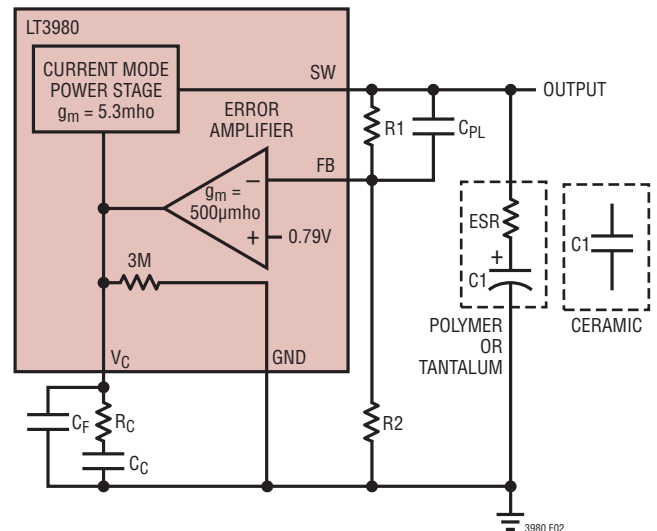 LT3980
CURRENT MODE
POWER STAGE
gm = 5.3mho
SW
OUTPUT
ERROR
AMPLIFIER
R1
CPL
FB
gm =
500µmho
−
+
0.79V
ESR
+
C1
C1
3M
POLYMER
OR
TANTALUM
CERAMIC
VC
GND
CF
RC
CC
R2
3980 F02